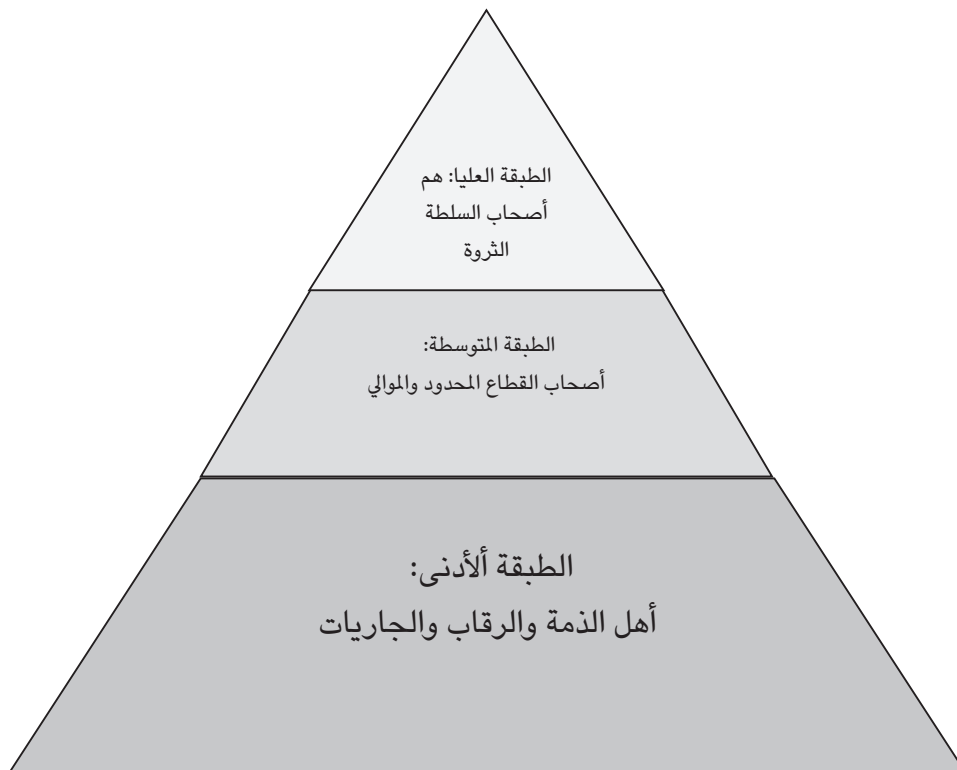 الطبقة العليا: هم
أصحاب السلطة
الثروة
الطبقة المتوسطة:
أصحاب القطاع المحدود والموالي
الطبقة ألأدنى:
أهل الذمة والرقاب والجاريات